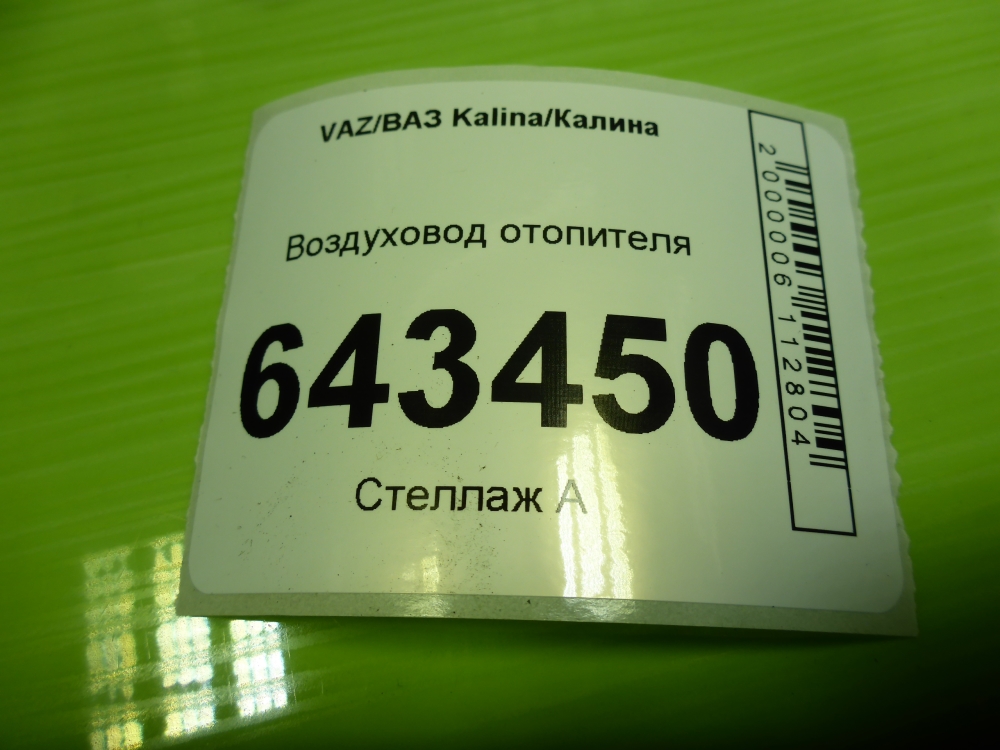 VAZ/ВАЗ Kalina/Калина
Воздуховод отопителя
643450
Стеллаж А
2000006112804